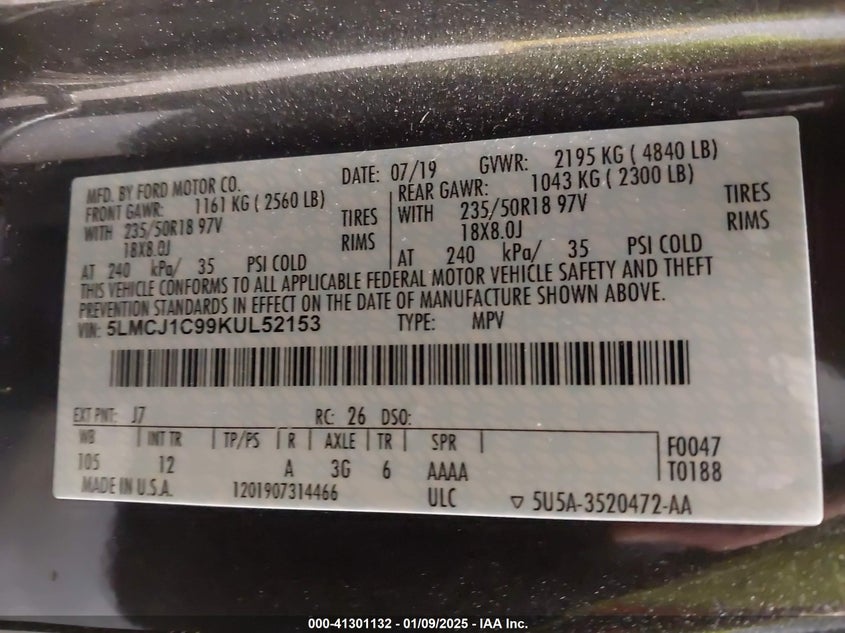 MFD. BY FORD MOTOR CO. DATE: 07/19 GVWR: 2195 KG ( 4840 LB)
FRONT GAWR: 1161 KG ( 2560 LB) REAR GAWR: 1043 KG ( 2300 LB)
WITH 235/50R18 97V TIRES WITH 235/50R18 97V TIRES
18X8.0J RIMS 18X8.0J RIMS
AT 240 kPa/ 35 PSI COLD AT 240 kPa/ 35 PSI COLD
THIS VEHICLE CONFORMS TO ALL APPLICABLE FEDERAL MOTOR VEHICLE SAFETY AND THEFT
PREVENTION STANDARDS IN EFFECT ON THE DATE OF MANUFACTURE SHOWN ABOVE.
VIN: 5LMCJ1C99KUL52153 TYPE: MPV
EXT PNT: J7 RC: 26 DSO:
WB INT TR TP/PS R AXLE TR SPR F0047
105 12 A 3G 6 AAAA T0188
MADE IN U.S.A. 1201907314466 ULC ▽ 5U5A-3520472-AA
000-41301132 - 01/09/2025 - IAA Inc.